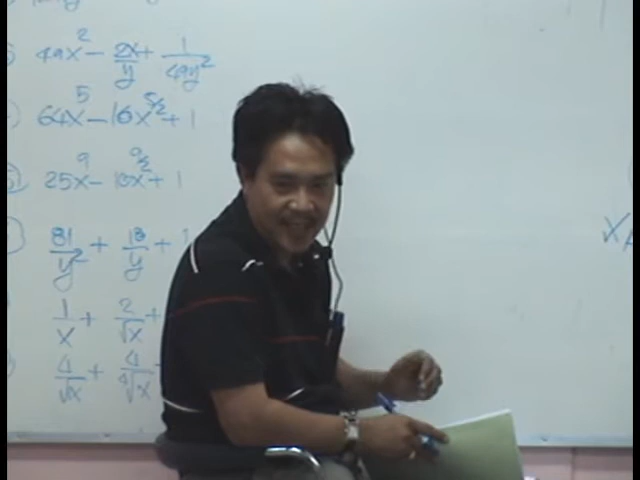 49x² - 2x/y + 1/49y²
64x⁵ - 16x^5/2 + 1
25x⁹ - 10x^9/2 + 1
81/y² + 18/y + 1
1/x + 2/√x +
4/√x + 4/∜x